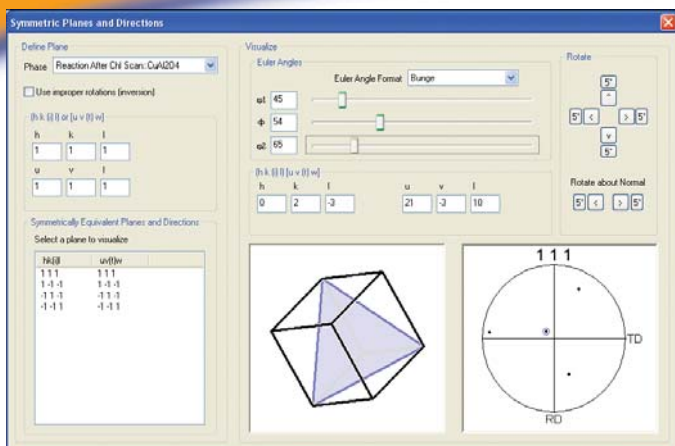 Symmetric Planes and Directions
Define Plane
Phase Reaction After Chl Scan: CuAl2O4
Use improper rotations (inversion)
(h k (i) l) or [u v (t) w]
h k l
1 1 1
u v l
1 1 1
Symmetrically Equivalent Planes and Directions
Select a plane to visualize
hk(i)l uv(t)w
1 1 1 1 1 1
1 -1 -1 1 -1 -1
-1 1 -1 -1 1 -1
-1 -1 1 -1 -1 1
Visualize
Euler Angles
Euler Angle Format Bunge
φ1 45
Φ 54
φ2 65
(h k (i) l) [u v (t) w]
h k l u v l
0 2 -3 21 -3 10
Rotate
5°
^
5° < > 5°
v
5°
Rotate about Normal
5° < > 5°
1 1 1
TD
RD